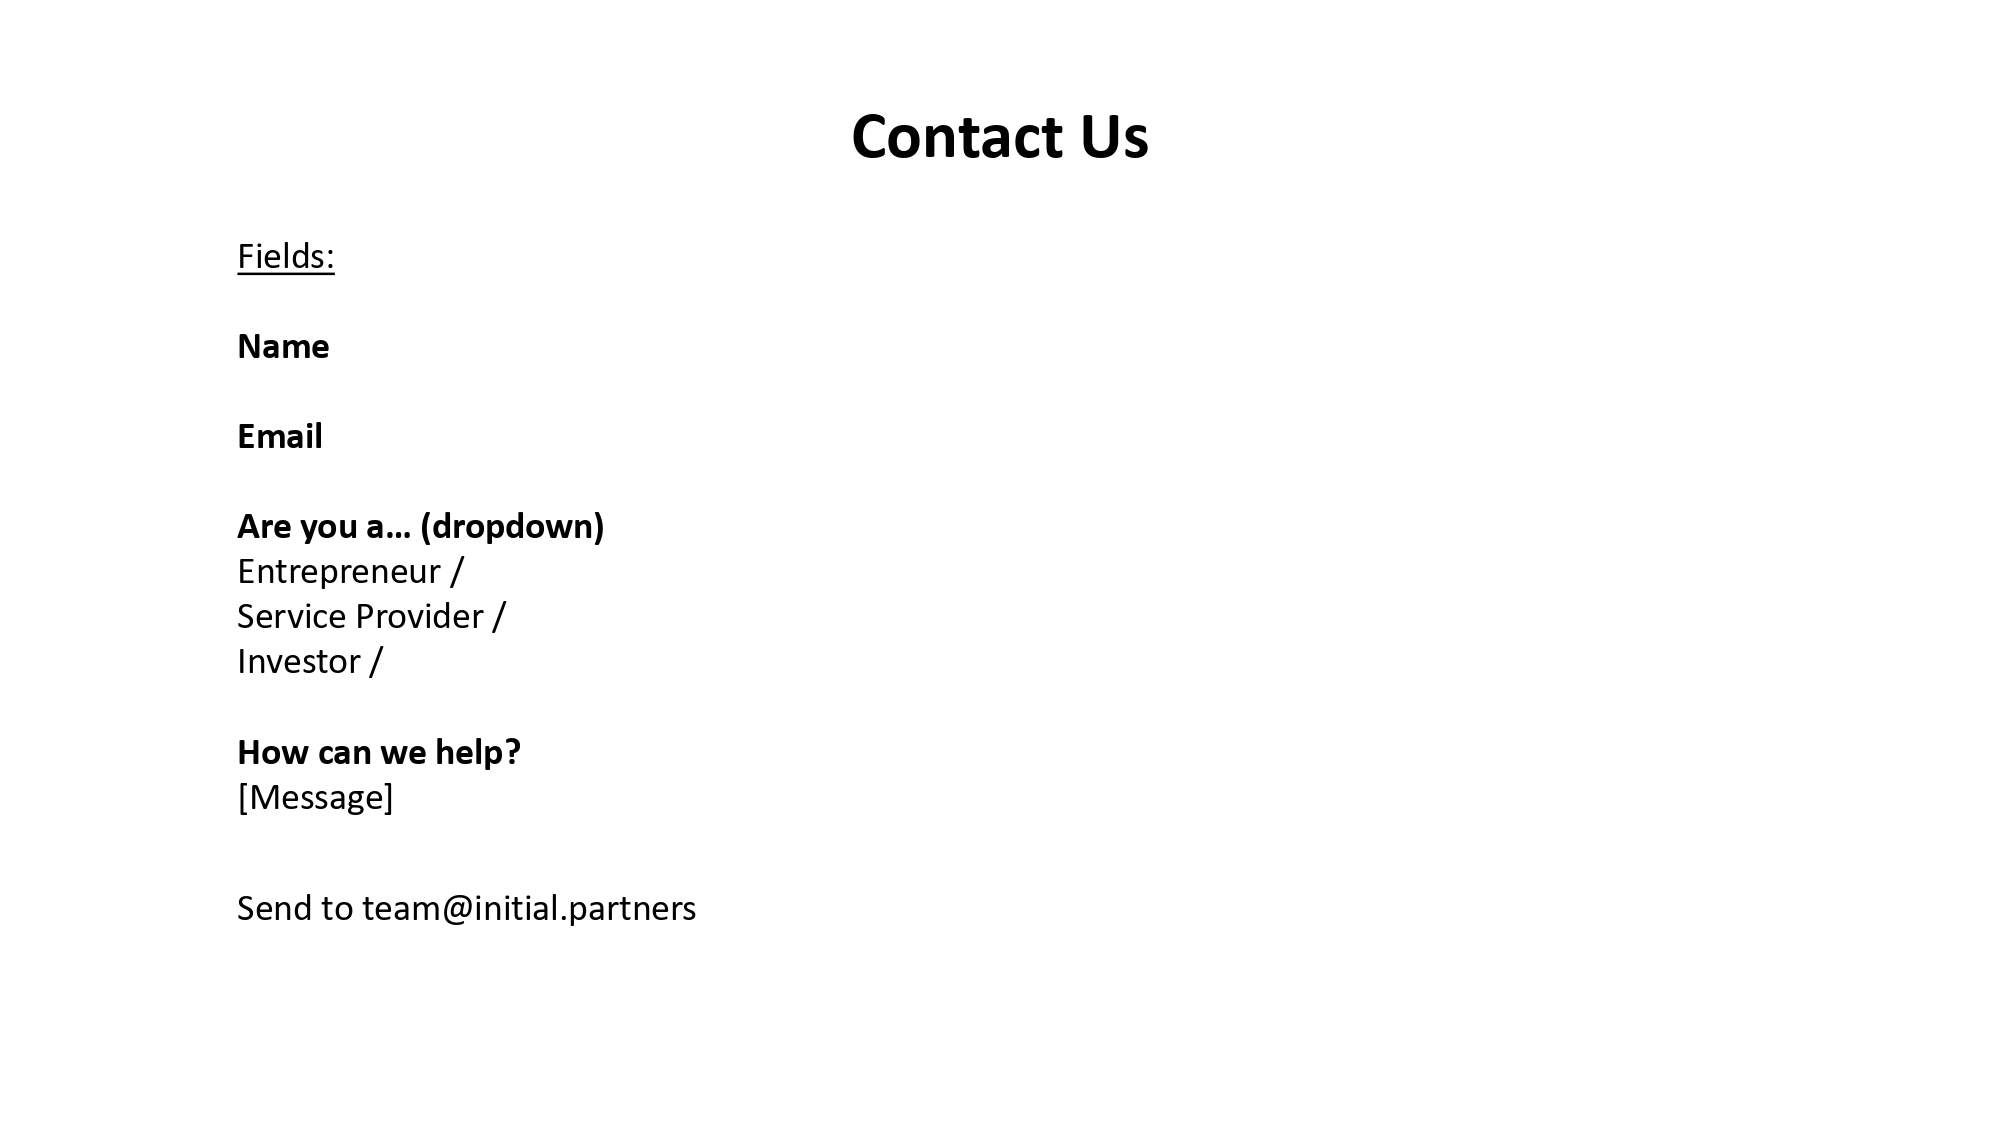 Contact Us
Fields:
Name
Email
Are you a... (dropdown)
Entrepreneur /
Service Provider /
Investor /
How can we help?
[Message]
Send to team@initial.partners